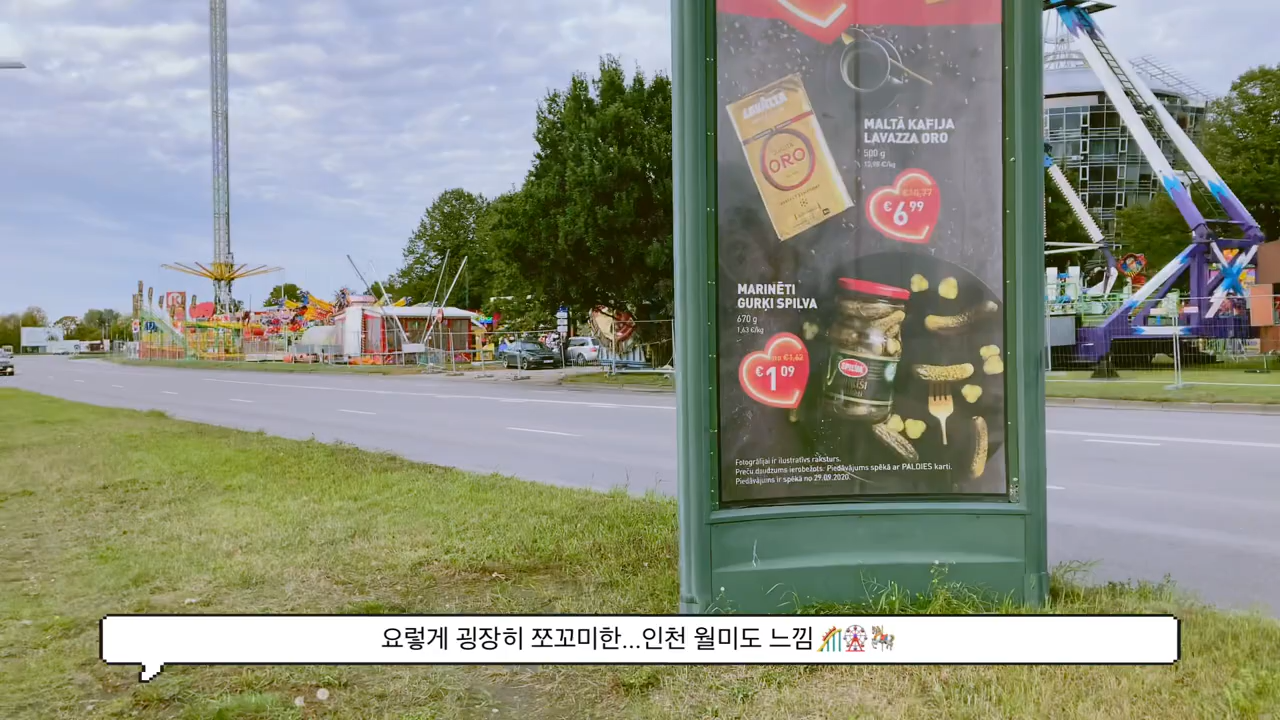 LAVAZZA
ORO
MALTĀ KAFIJA
LAVAZZA ORO
500 g
13,98 €/kg
€ 6 99
MARINĒTI
GURĶI SPILVA
670 g
1,63 €/kg
€1,62
€ 1 09
SPILVA
Fotogrāfijai ir ilustratīvs raksturs.
Preču daudzums ierobežots. Piedāvājums spēkā ar PALDIES karti.
Piedāvājums ir spēkā no 29.09.2020.
요렇게 굉장히 쪼꼬미한...인천 월미도 느낌🎢🎡🎠